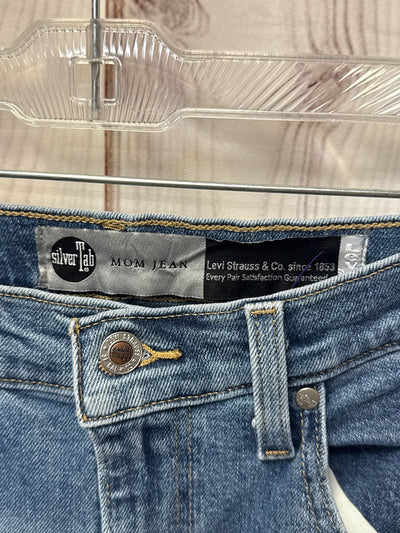 silverTab®
MOM JEAN
Levi Strauss & Co. since 1853
Every Pair Satisfaction Guaranteed